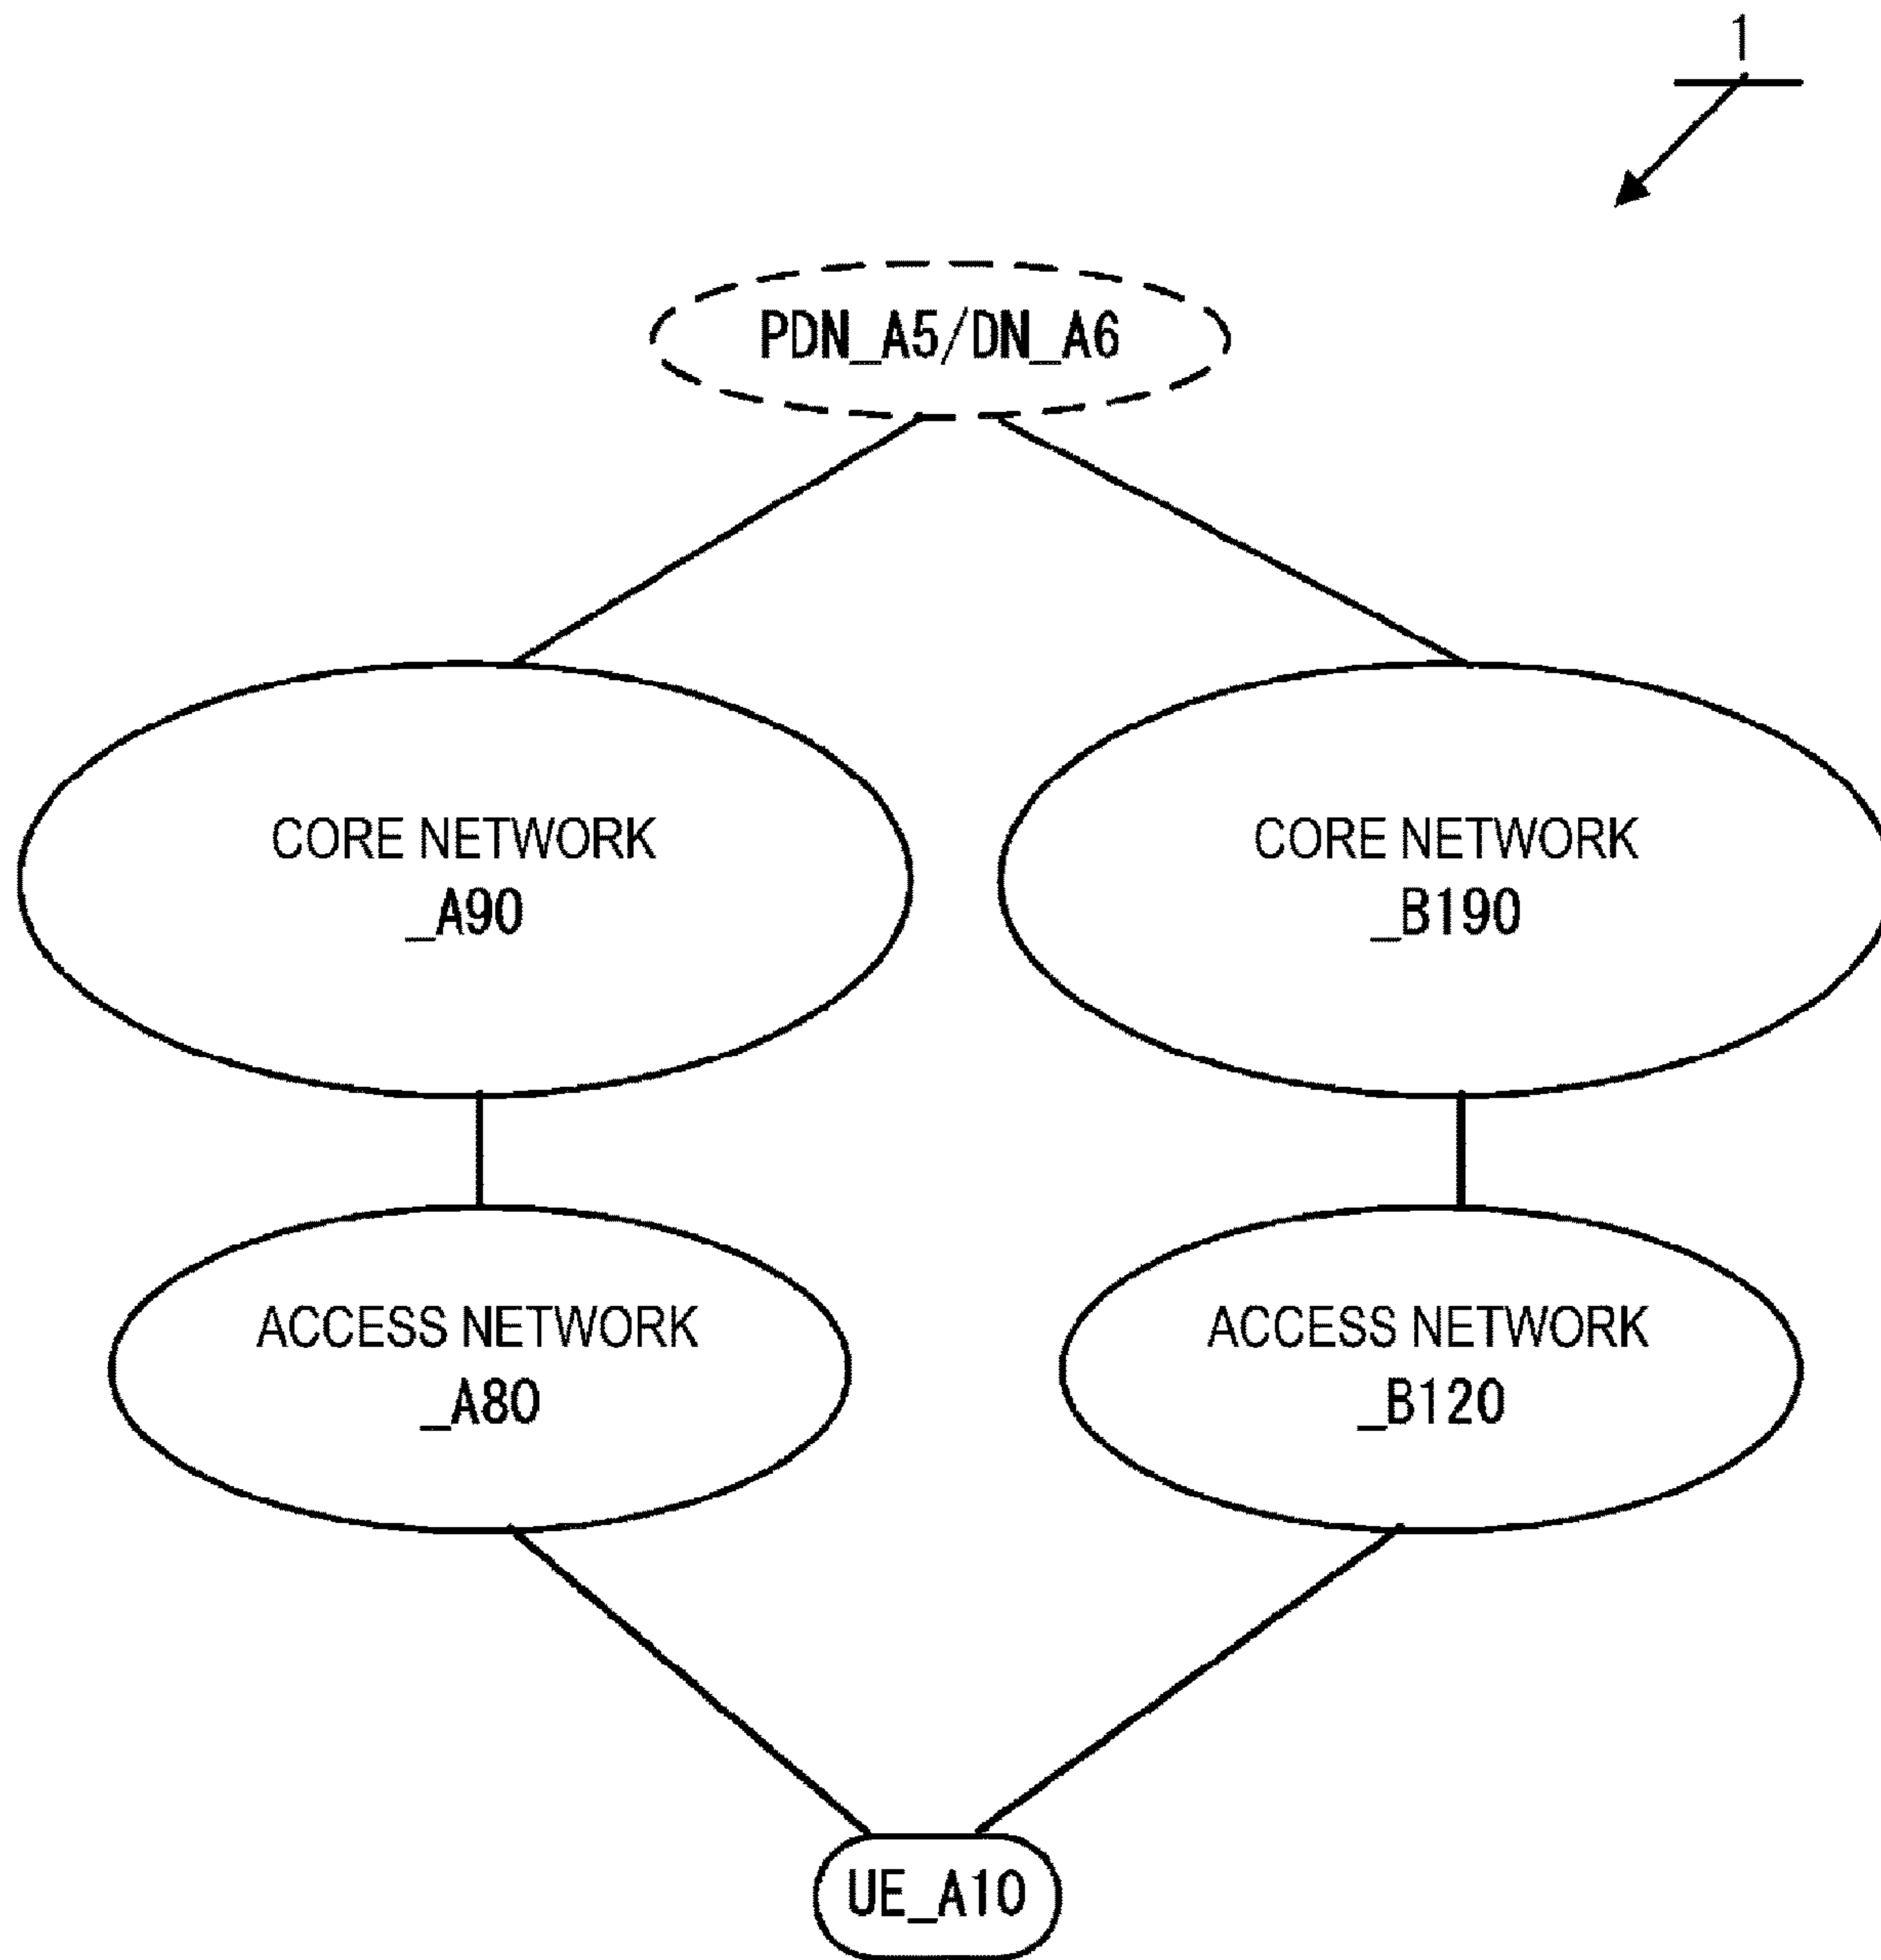 1
PDN_A5/DN_A6
CORE NETWORK
_A90
CORE NETWORK
_B190
ACCESS NETWORK
_A80
ACCESS NETWORK
_B120
UE_A10